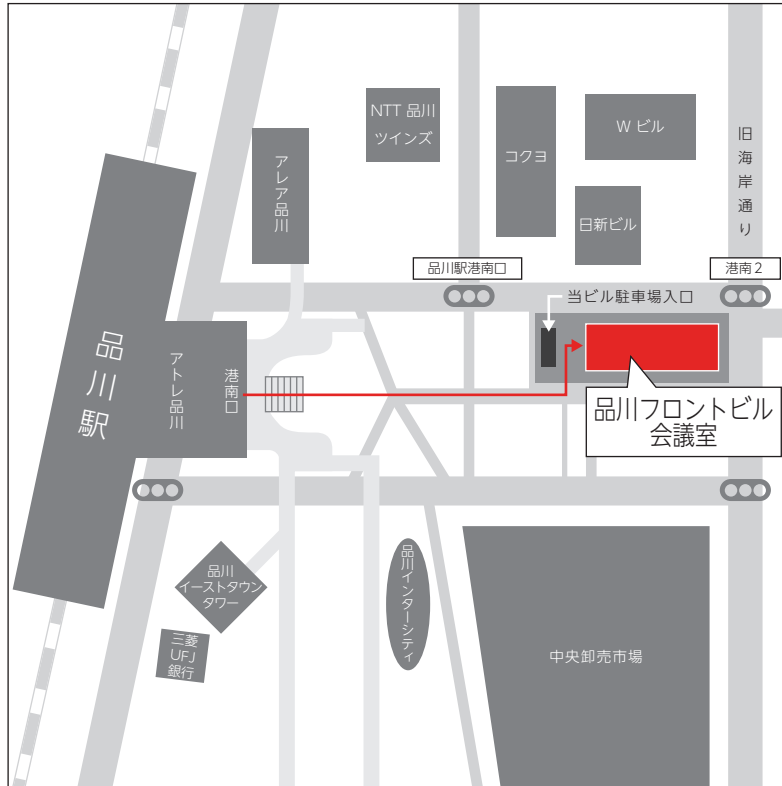 NTT 品川
ツインズ
コクヨ
W ビル
旧海岸通り
アレア品川
日新ビル
品川駅港南口
港南2
当ビル駐車場入口
品川駅
アトレ品川
港南口
品川フロントビル
会議室
品川
イーストタウン
タワー
品川インターシティ
三菱
UFJ
銀行
中央卸売市場